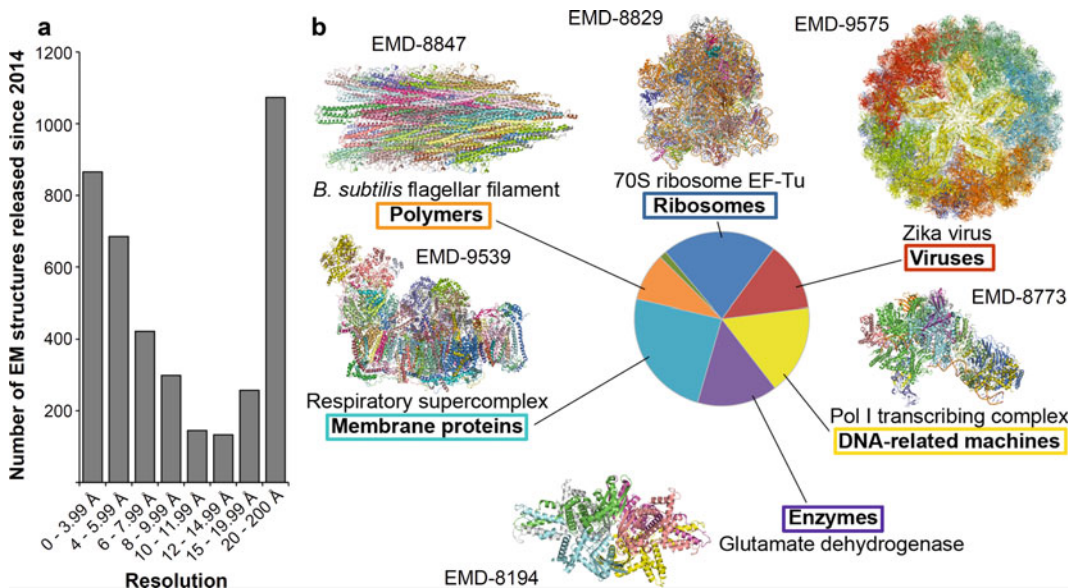 a
Number of EM structures released since 2014
1200
1000
800
600
400
200
0 - 3.99 Å
4 - 5.99 Å
6 - 7.99 Å
8 - 9.99 Å
10 - 11.99 Å
12 - 14.99 Å
15 - 19.99 Å
20 - 200 Å
Resolution
b
EMD-8847
B. subtilis flagellar filament
Polymers
EMD-8829
70S ribosome EF-Tu
Ribosomes
EMD-9575
Zika virus
Viruses
EMD-9539
Respiratory supercomplex
Membrane proteins
EMD-8773
Pol I transcribing complex
DNA-related machines
Enzymes
Glutamate dehydrogenase
EMD-8194